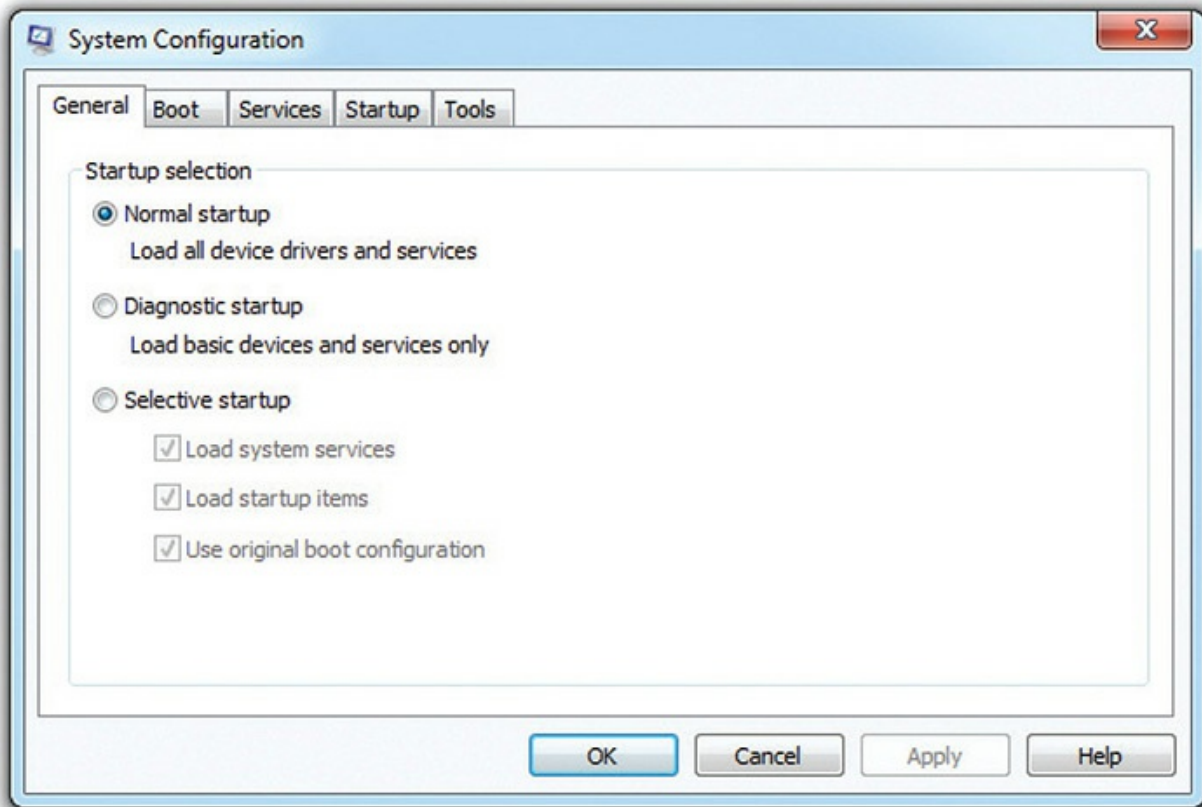 System Configuration
General Boot Services Startup Tools
Startup selection
Normal startup
Load all device drivers and services
Diagnostic startup
Load basic devices and services only
Selective startup
Load system services
Load startup items
Use original boot configuration
OK Cancel Apply Help